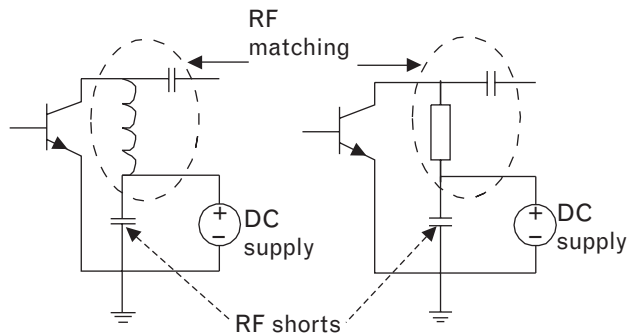 RF
matching
+
−
DC
supply
+
−
DC
supply
RF shorts